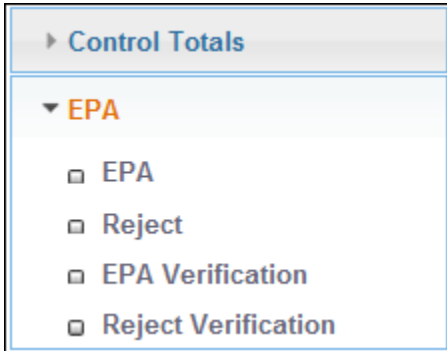 Control Totals
EPA
EPA
Reject
EPA Verification
Reject Verification